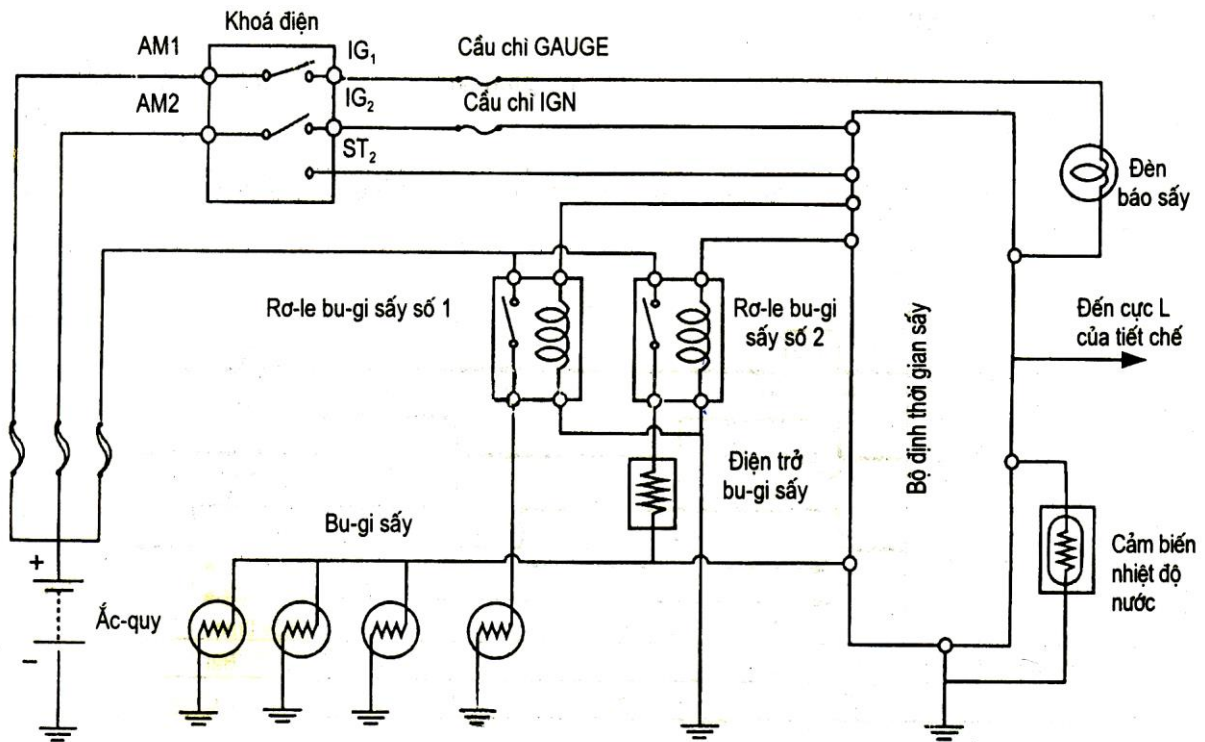 Khoá điện
AM1
IG₁
Cầu chì GAUGE
AM2
IG₂
Cầu chì IGN
ST₂
Đèn
báo sấy
Rơ-le bu-gi sấy số 1
Rơ-le bu-gi
sấy số 2
Bộ định thời gian sấy
Đến cực L
của tiết chế
Điện trở
bu-gi sấy
Bu-gi sấy
Cảm biến
nhiệt độ
nước
+
Ắc-quy
−